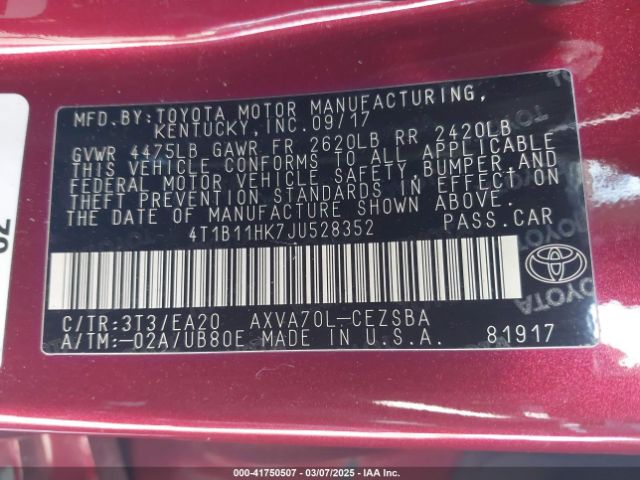 MFD.BY:TOYOTA MOTOR MANUFACTURING,
KENTUCKY,INC.09/17
GVWR 4475LB GAWR FR 2620LB RR 2420LB
THIS VEHICLE CONFORMS TO ALL APPLICABLE
FEDERAL MOTOR VEHICLE SAFETY,BUMPER,AND
THEFT PREVENTION STANDARDS IN EFFECT ON
THE DATE OF MANUFACTURE SHOWN ABOVE.
4T1B11HK7JU528352 PASS.CAR
C/TR:3T3/EA20 AXVA70L-CEZSBA
A/TM:-02A/UB80E MADE IN U.S.A. 81917
TOYOTA
000-41750507 - 03/07/2025 - IAA Inc.